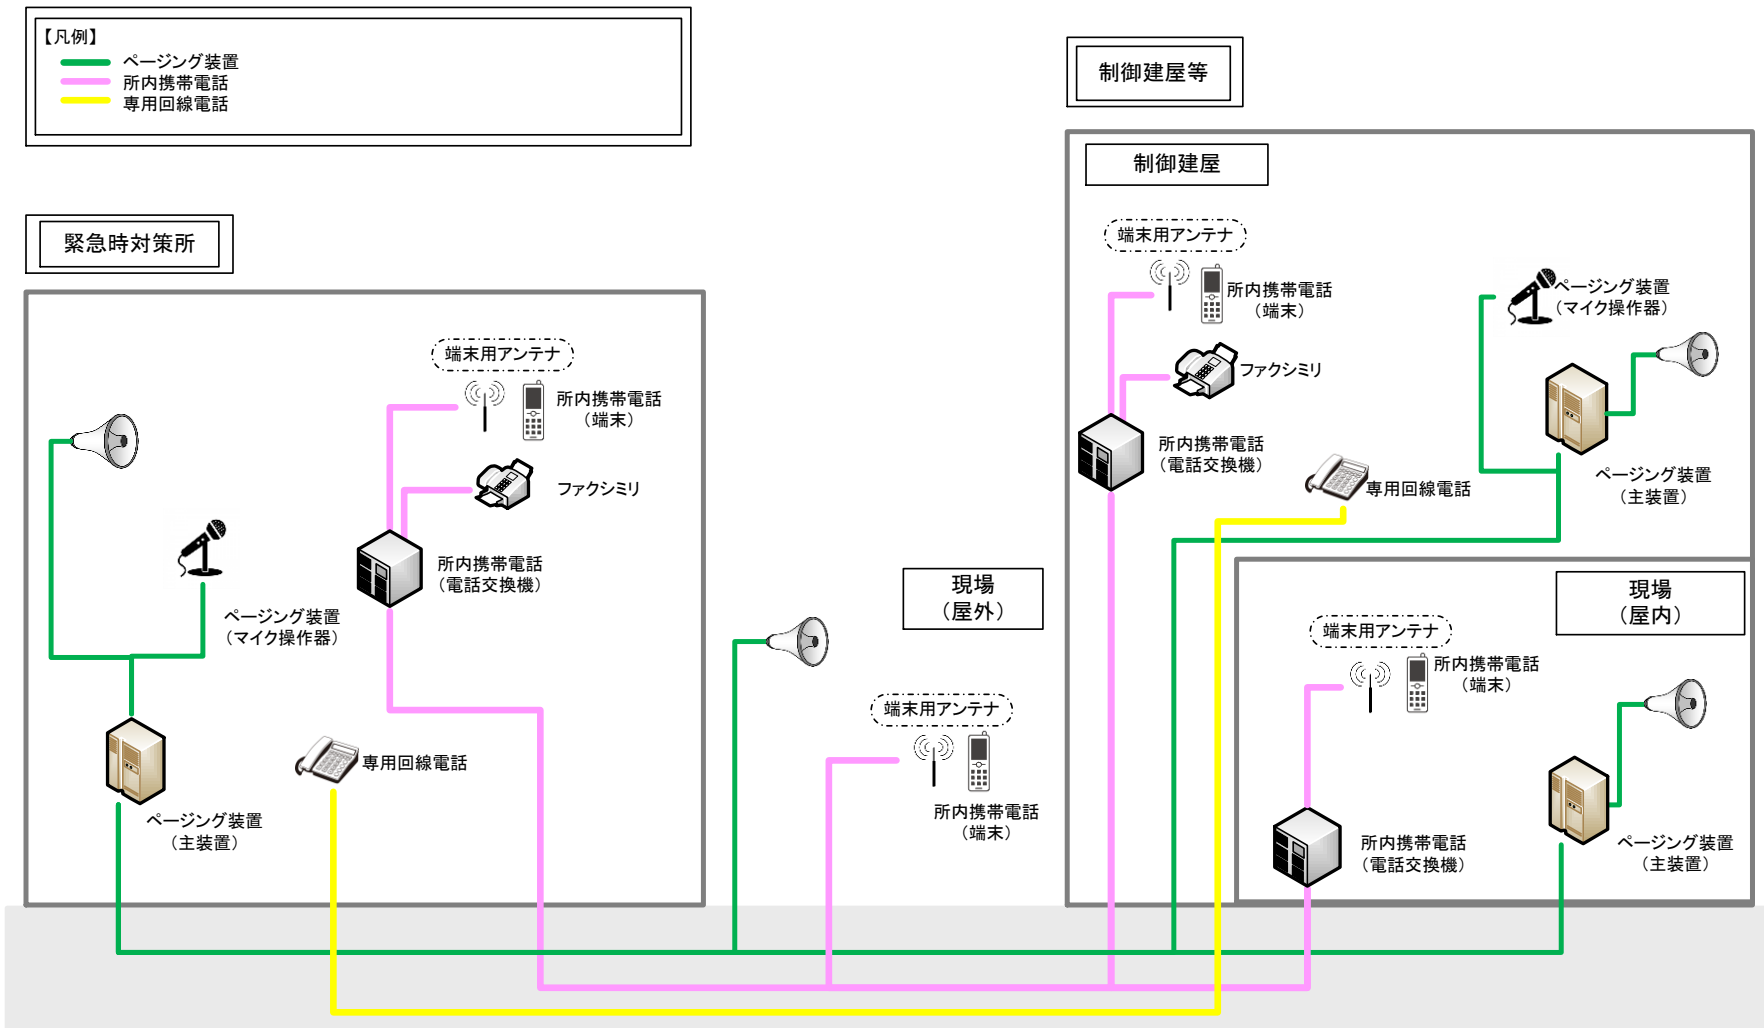 【凡例】
ページング装置
所内携帯電話
専用回線電話
制御建屋等
制御建屋
端末用アンテナ
所内携帯電話
（端末）
ファクシミリ
所内携帯電話
（電話交換機）
専用回線電話
ページング装置
（マイク操作器）
ページング装置
（主装置）
現場
（屋内）
端末用アンテナ
所内携帯電話
（端末）
所内携帯電話
（電話交換機）
ページング装置
（主装置）
緊急時対策所
端末用アンテナ
所内携帯電話
（端末）
ファクシミリ
所内携帯電話
（電話交換機）
ページング装置
（マイク操作器）
専用回線電話
ページング装置
（主装置）
現場
（屋外）
端末用アンテナ
所内携帯電話
（端末）